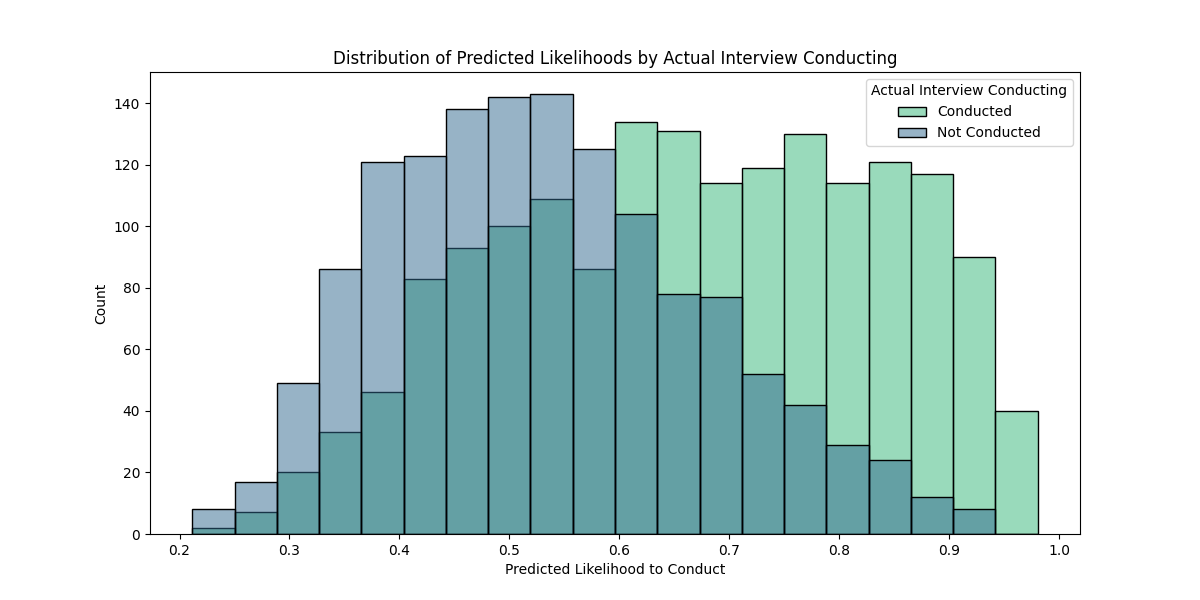 Distribution of Predicted Likelihoods by Actual Interview Conducting
Actual Interview Conducting
Conducted
Not Conducted
Count
140
120
100
80
60
40
20
0
0.2 0.3 0.4 0.5 0.6 0.7 0.8 0.9 1.0
Predicted Likelihood to Conduct